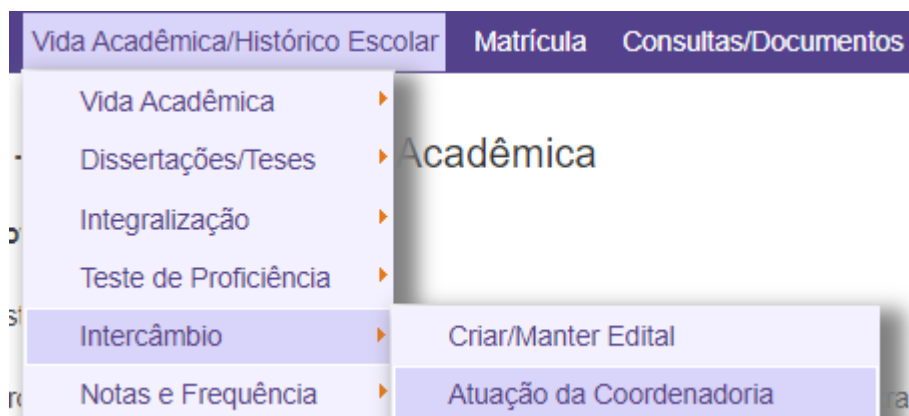 Vida Acadêmica/Histórico Escolar Matrícula Consultas/Documentos
Vida Acadêmica
Acadêmica
Dissertações/Teses
Integralização
Teste de Proficiência
Intercâmbio
Criar/Manter Edital
Notas e Frequência
Atuação da Coordenadoria